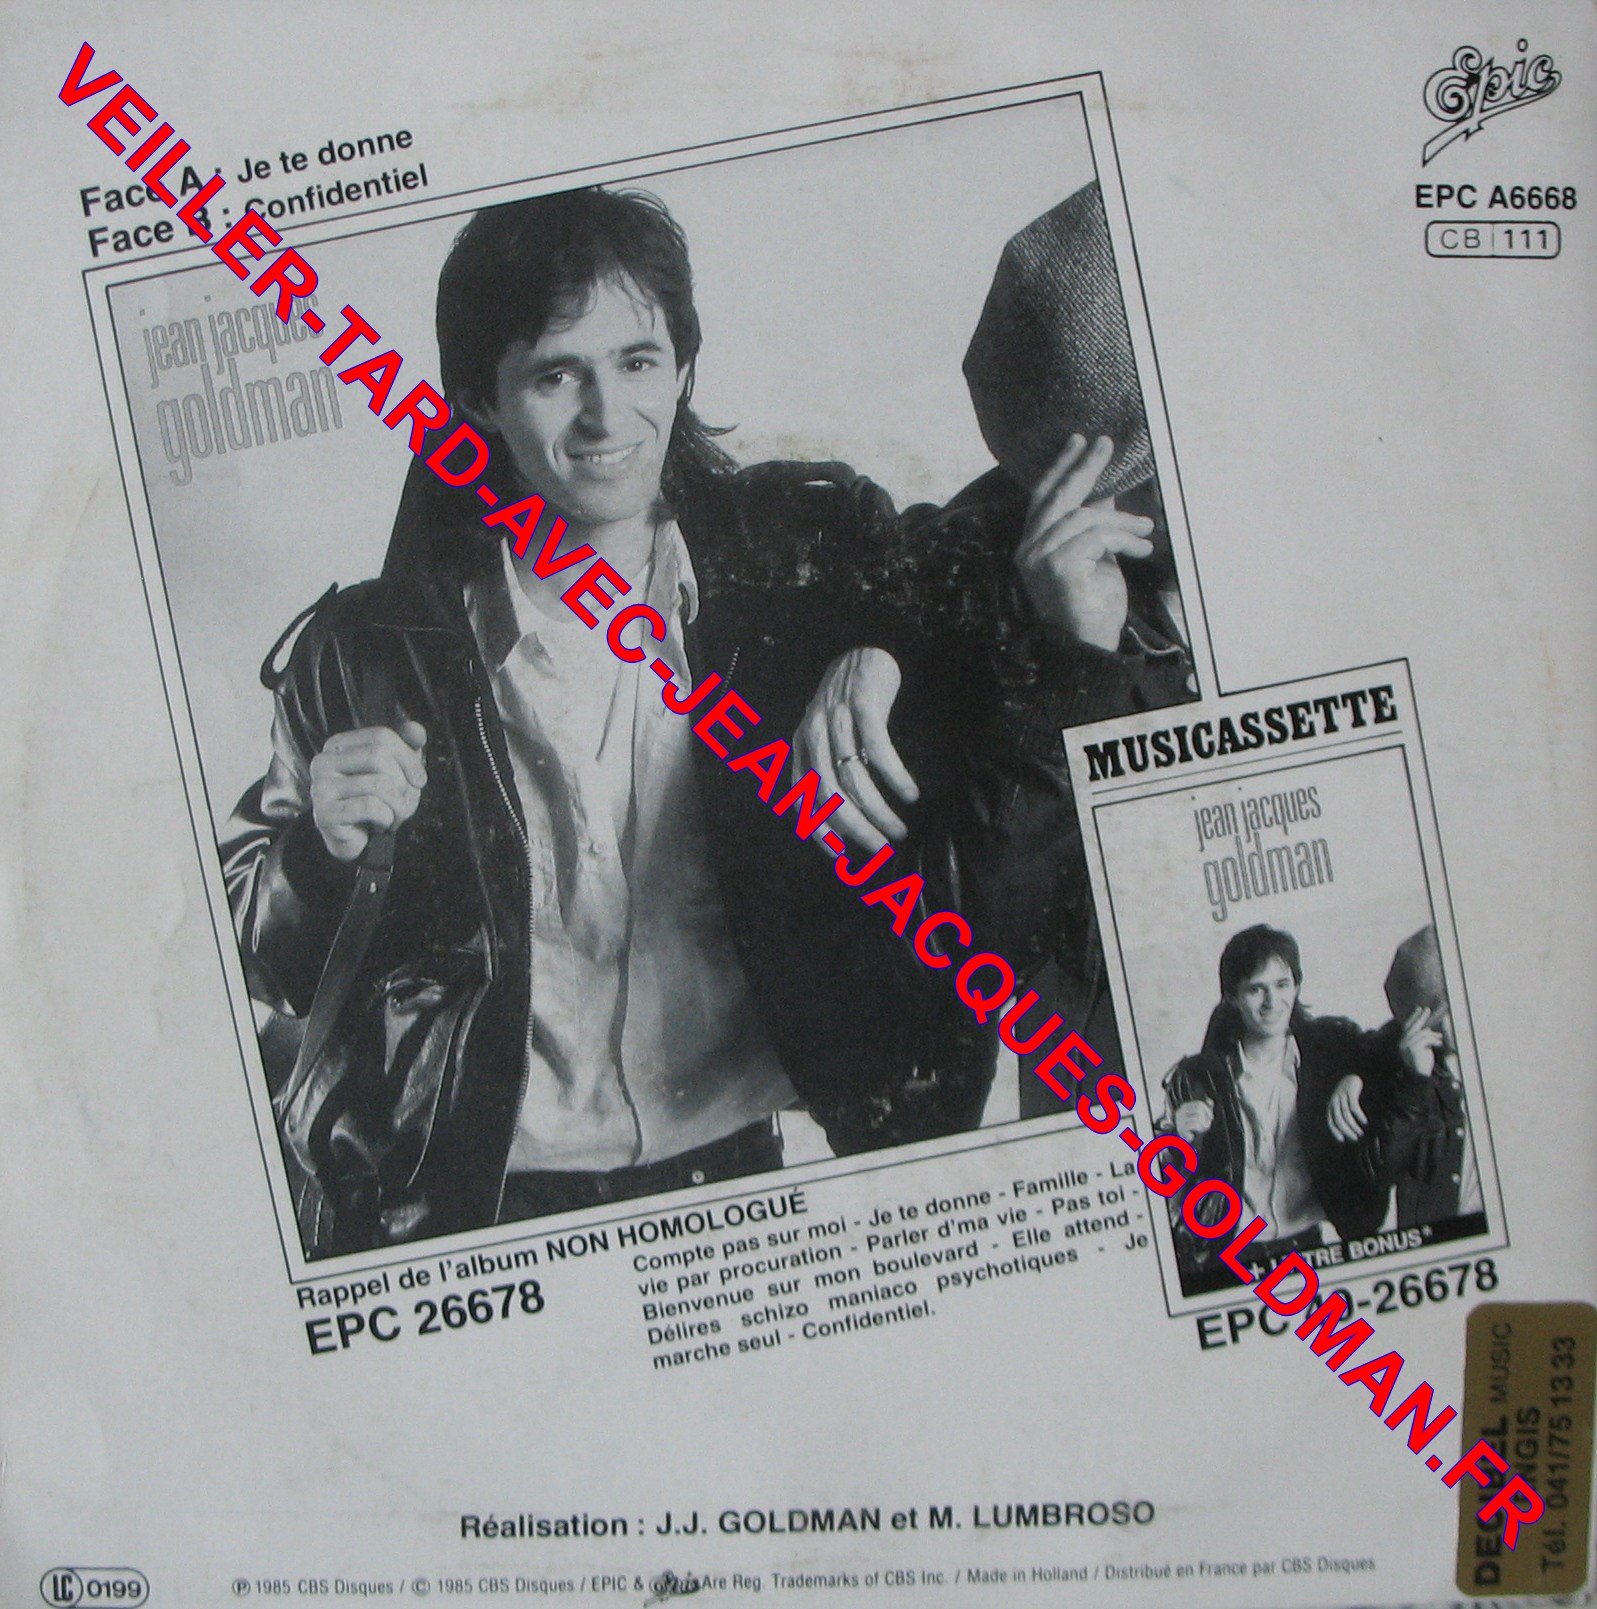 Epic
EPC A6668
CB 111
Face A : Je te donne
Face B : Confidentiel
jean jacques
goldman
VEILLER-TARD-AVEC-JEAN-JACQUES-GOLDMAN.FR
MUSICASSETTE
jean jacques
goldman
BONUS*
EPC 40-26678
Rappel de l'album NON HOMOLOGUÉ
EPC 26678
Compte pas sur moi - Je te donne - Famille - La
vie par procuration - Parler d'ma vie - Pas toi -
Bienvenue sur mon boulevard - Elle attend -
Délires schizo maniaco psychotiques - Je
marche seul - Confidentiel.
DECIBEL MUSIC
Tél. 041/75 13 33
Réalisation : J.J. GOLDMAN et M. LUMBROSO
LC 0199
℗ 1985 CBS Disques / © 1985 CBS Disques / EPIC & Epic Are Reg. Trademarks of CBS Inc. / Made in Holland / Distribué en France par CBS Disques